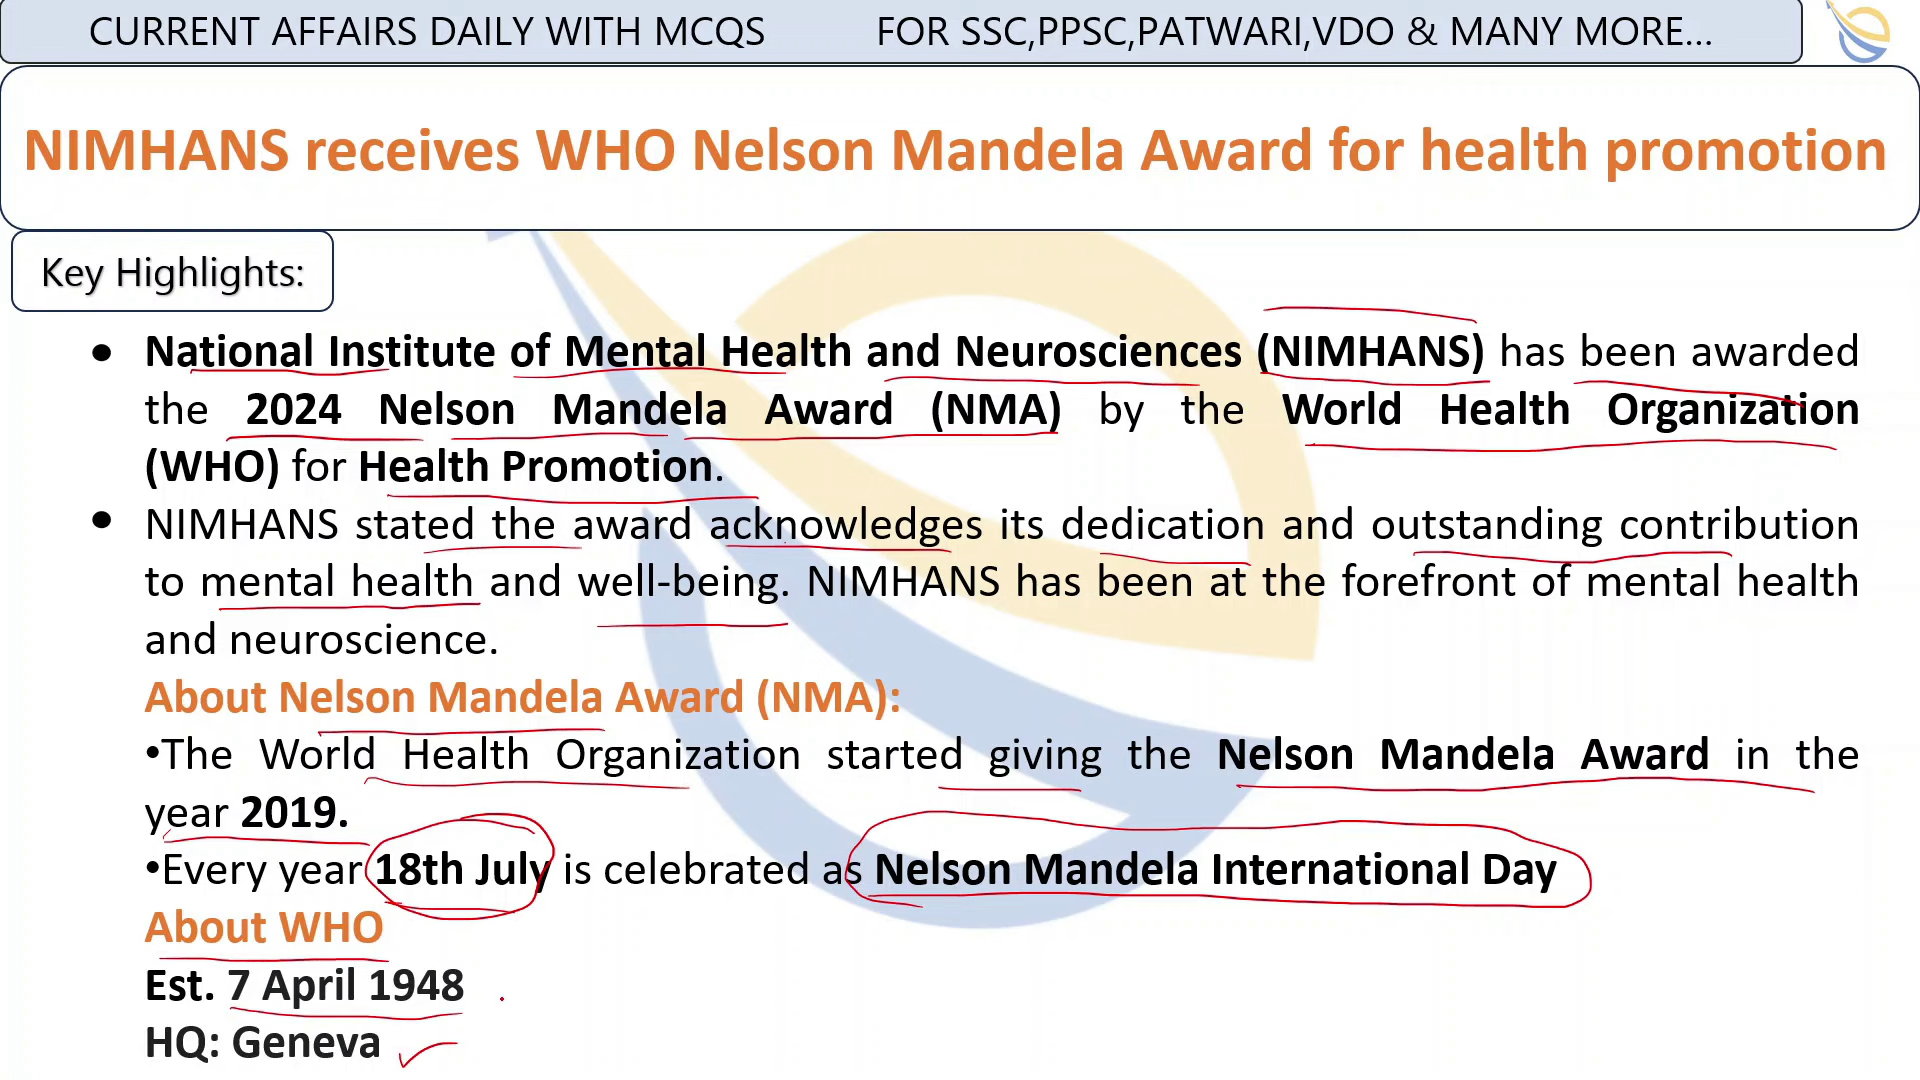 CURRENT AFFAIRS DAILY WITH MCQS FOR SSC,PPSC,PATWARI,VDO & MANY MORE...
NIMHANS receives WHO Nelson Mandela Award for health promotion
Key Highlights:
• National Institute of Mental Health and Neurosciences (NIMHANS) has been awarded
the 2024 Nelson Mandela Award (NMA) by the World Health Organization
(WHO) for Health Promotion.
• NIMHANS stated the award acknowledges its dedication and outstanding contribution
to mental health and well-being. NIMHANS has been at the forefront of mental health
and neuroscience.
About Nelson Mandela Award (NMA):
•The World Health Organization started giving the Nelson Mandela Award in the
year 2019.
•Every year 18th July is celebrated as Nelson Mandela International Day
About WHO
Est. 7 April 1948
HQ: Geneva